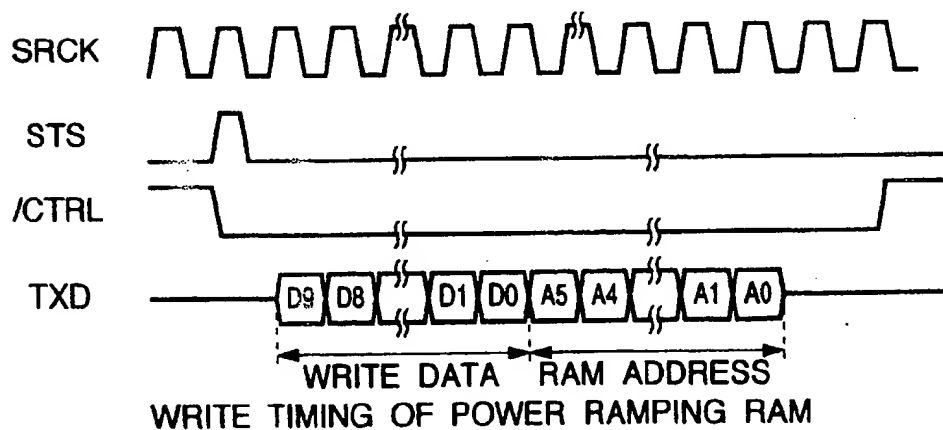 SRCK
STS
/CTRL
TXD D9 D8 D1 D0 A5 A4 A1 A0
WRITE DATA RAM ADDRESS
WRITE TIMING OF POWER RAMPING RAM